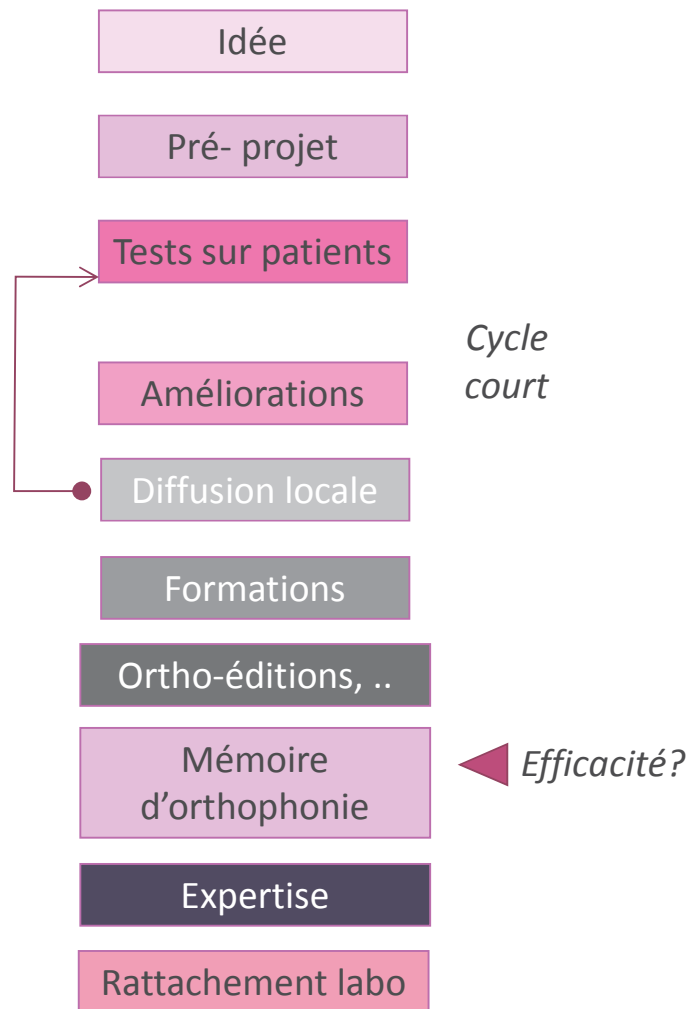 Idée
Pré- projet
Tests sur patients
Cycle
court
Améliorations
Diffusion locale
Formations
Ortho-éditions, ..
Mémoire
d'orthophonie
Efficacité?
Expertise
Rattachement labo